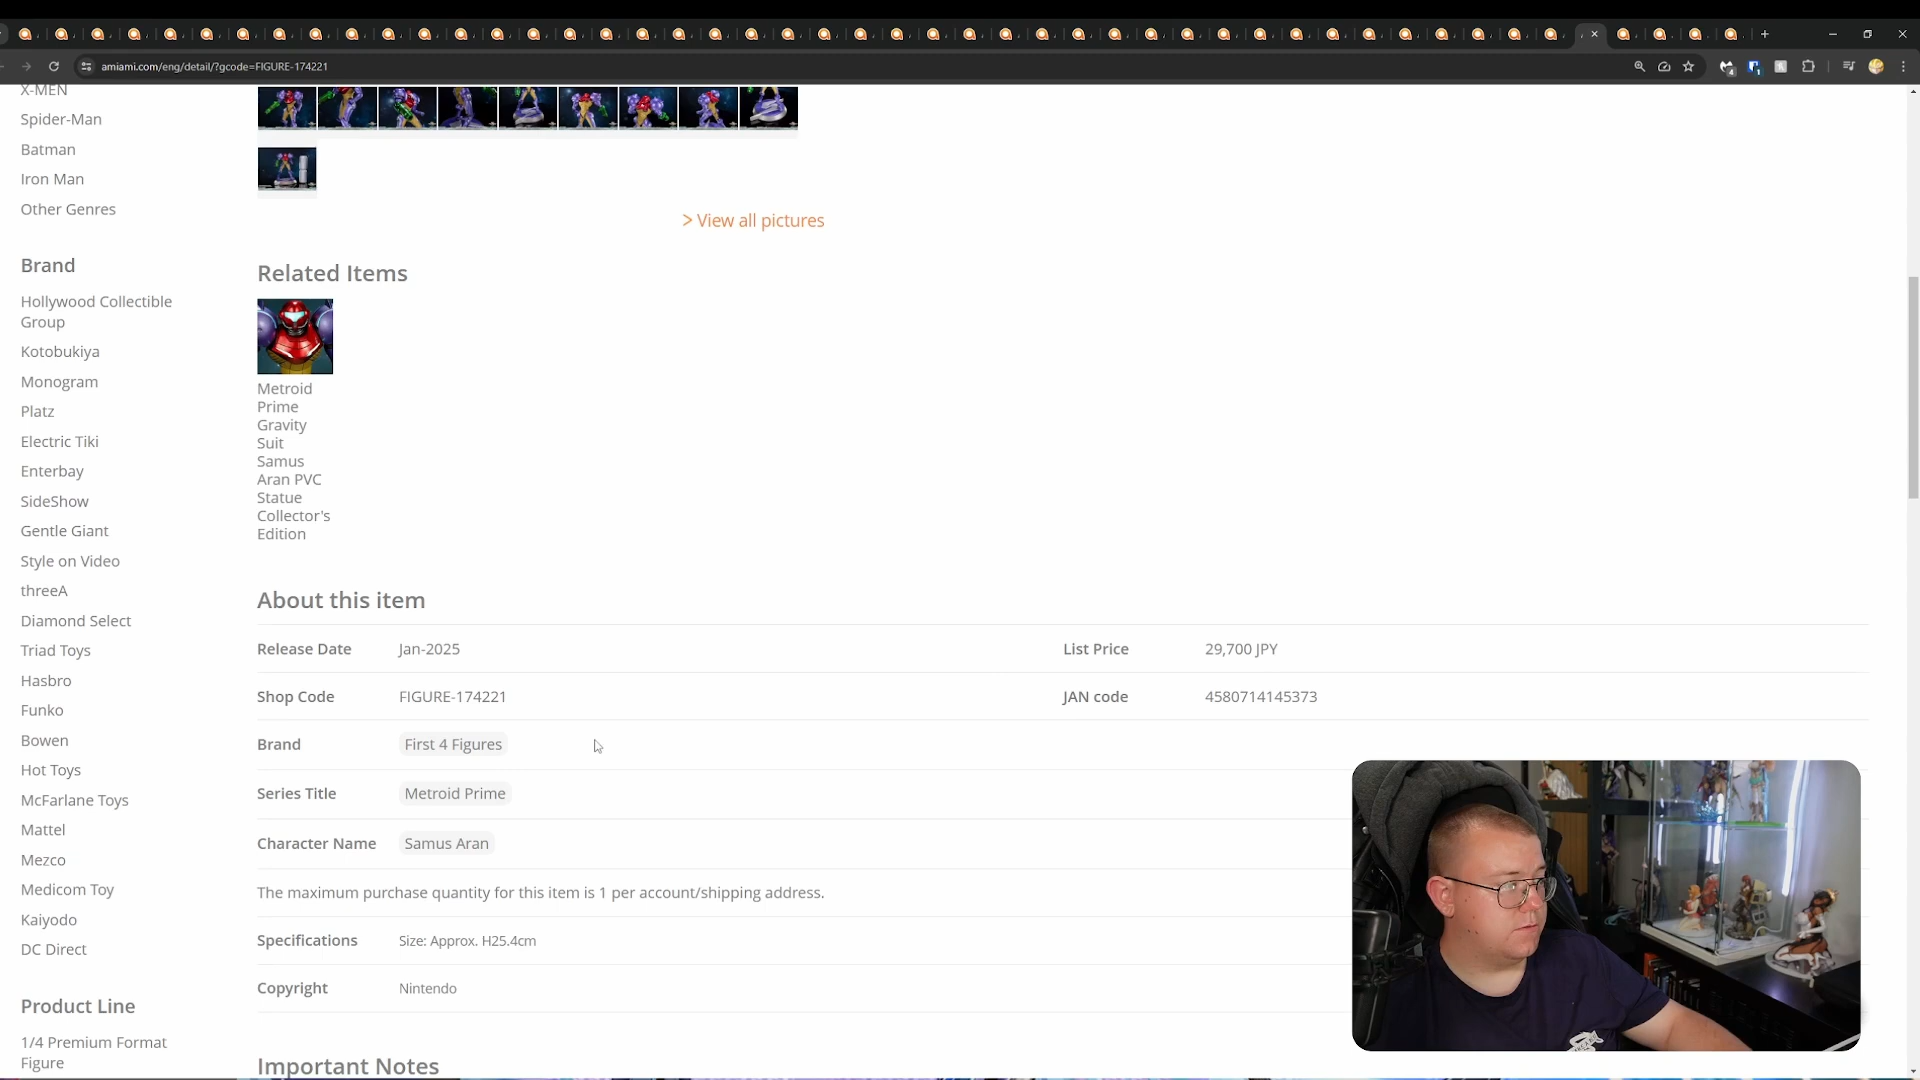 amiami.com/eng/detail/?gcode=FIGURE-174221
X-MEN
Spider-Man
Batman
Iron Man
Other Genres
Brand
Hollywood Collectible
Group
Kotobukiya
Monogram
Platz
Electric Tiki
Enterbay
SideShow
Gentle Giant
Style on Video
threeA
Diamond Select
Triad Toys
Hasbro
Funko
Bowen
Hot Toys
McFarlane Toys
Mattel
Mezco
Medicom Toy
Kaiyodo
DC Direct
Product Line
1/4 Premium Format
Figure
> View all pictures
Related Items
Metroid
Prime
Gravity
Suit
Samus
Aran PVC
Statue
Collector's
Edition
About this item
Release Date Jan-2025 List Price 29,700 JPY
Shop Code FIGURE-174221 JAN code 4580714145373
Brand First 4 Figures
Series Title Metroid Prime
Character Name Samus Aran
The maximum purchase quantity for this item is 1 per account/shipping address.
Specifications Size: Approx. H25.4cm
Copyright Nintendo
Important Notes